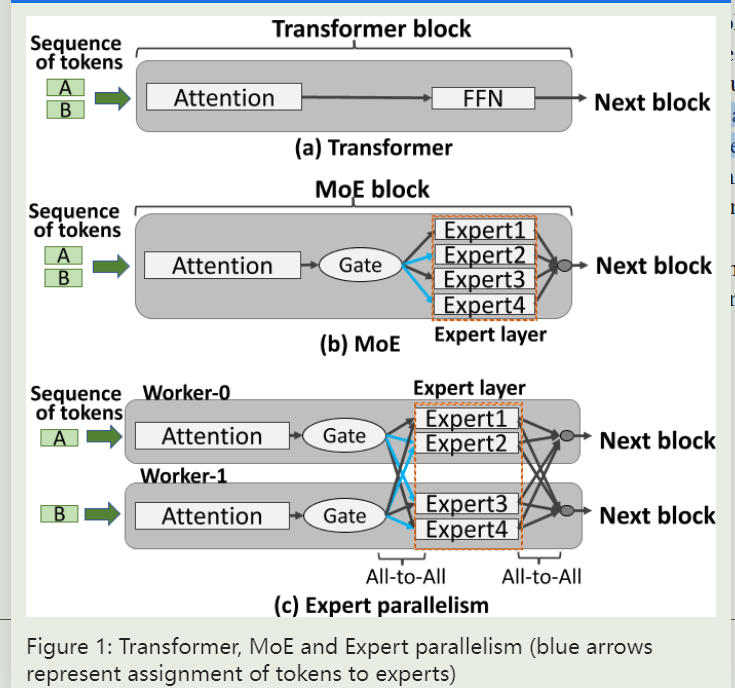 Transformer block
Sequence
of tokens
A
B
Attention
FFN
Next block
(a) Transformer
MoE block
Sequence
of tokens
A
B
Attention
Gate
Expert1
Expert2
Expert3
Expert4
Next block
Expert layer
(b) MoE
Expert layer
Sequence
of tokens
Worker-0
A
Attention
Gate
Expert1
Expert2
Next block
Worker-1
B
Attention
Gate
Expert3
Expert4
Next block
All-to-All
All-to-All
(c) Expert parallelism
Figure 1: Transformer, MoE and Expert parallelism (blue arrows
represent assignment of tokens to experts)